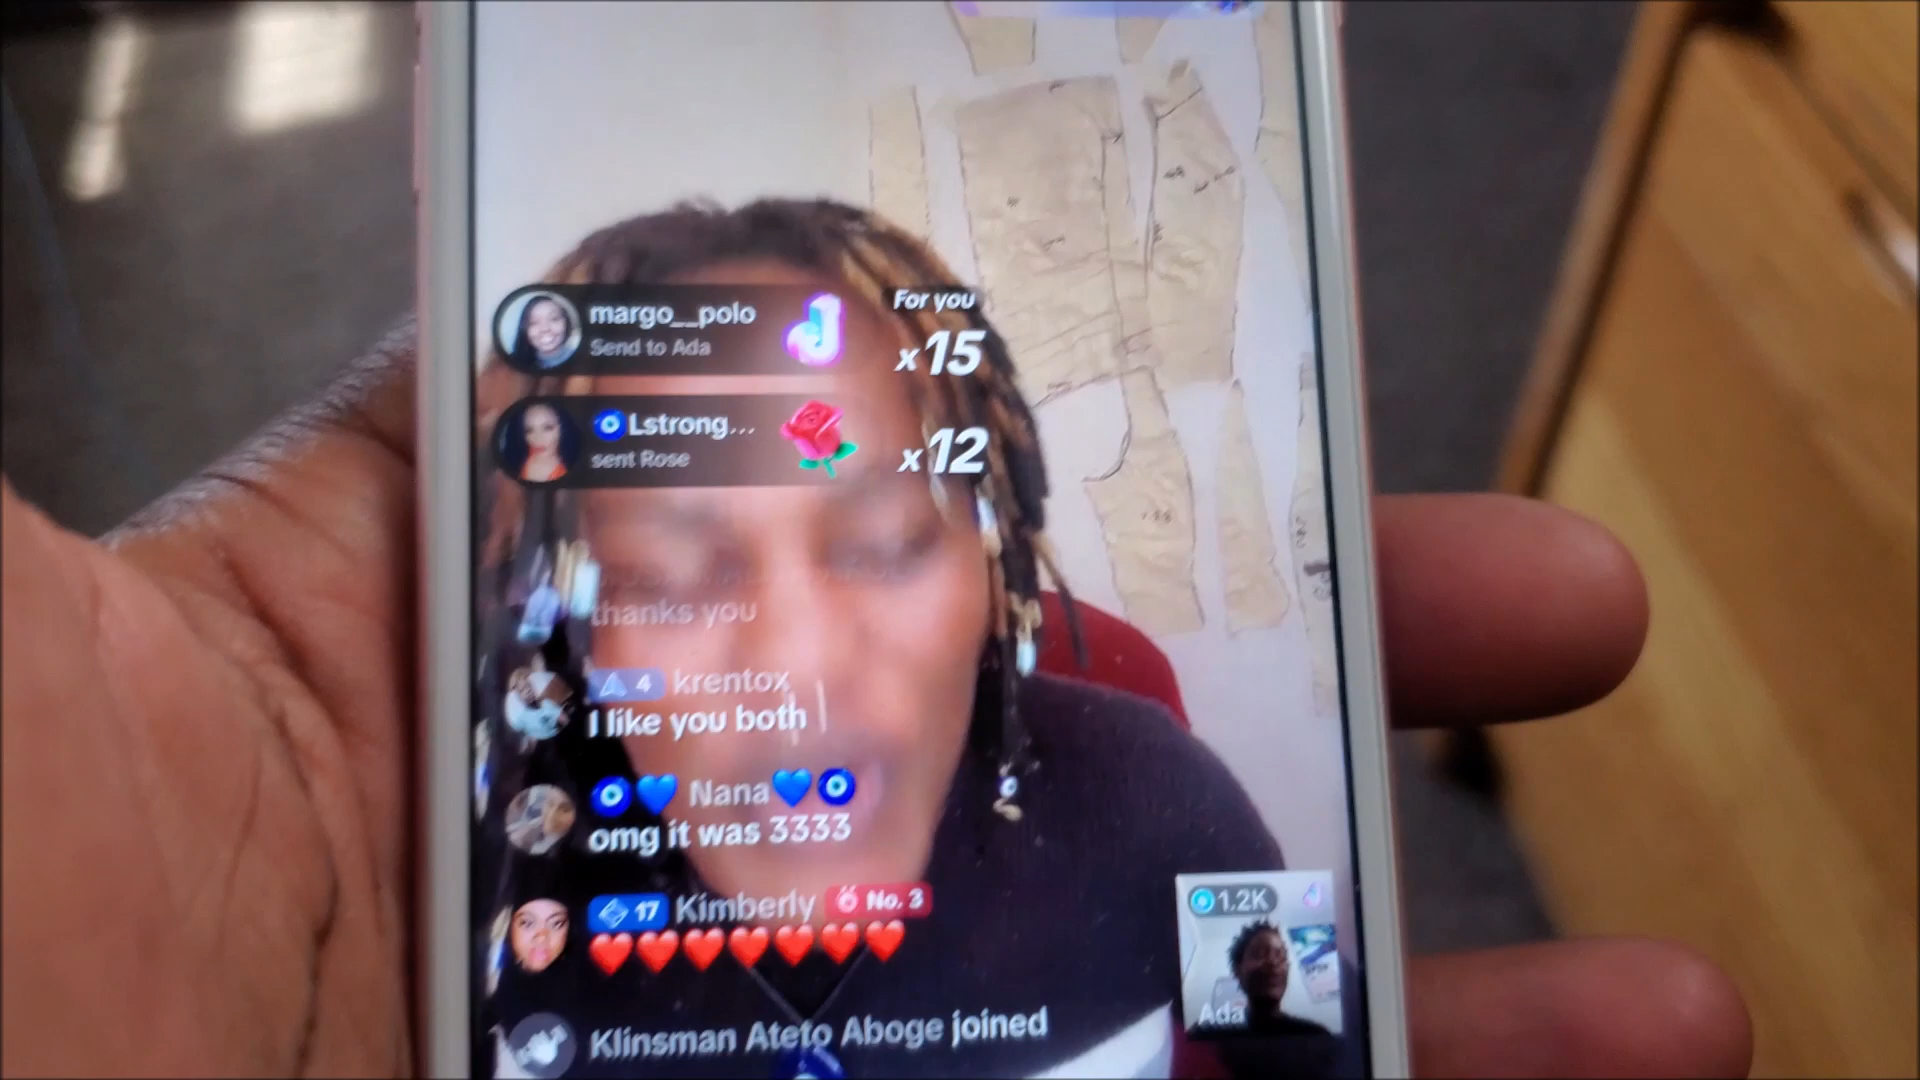 For you
margo__polo
Send to Ada
x15
Lstrong...
sent Rose
x12
thanks you
4 krentox
I like you both
Nana
omg it was 3333
17 Kimberly No. 3
1.2K
Ada
Klinsman Ateto Aboge joined